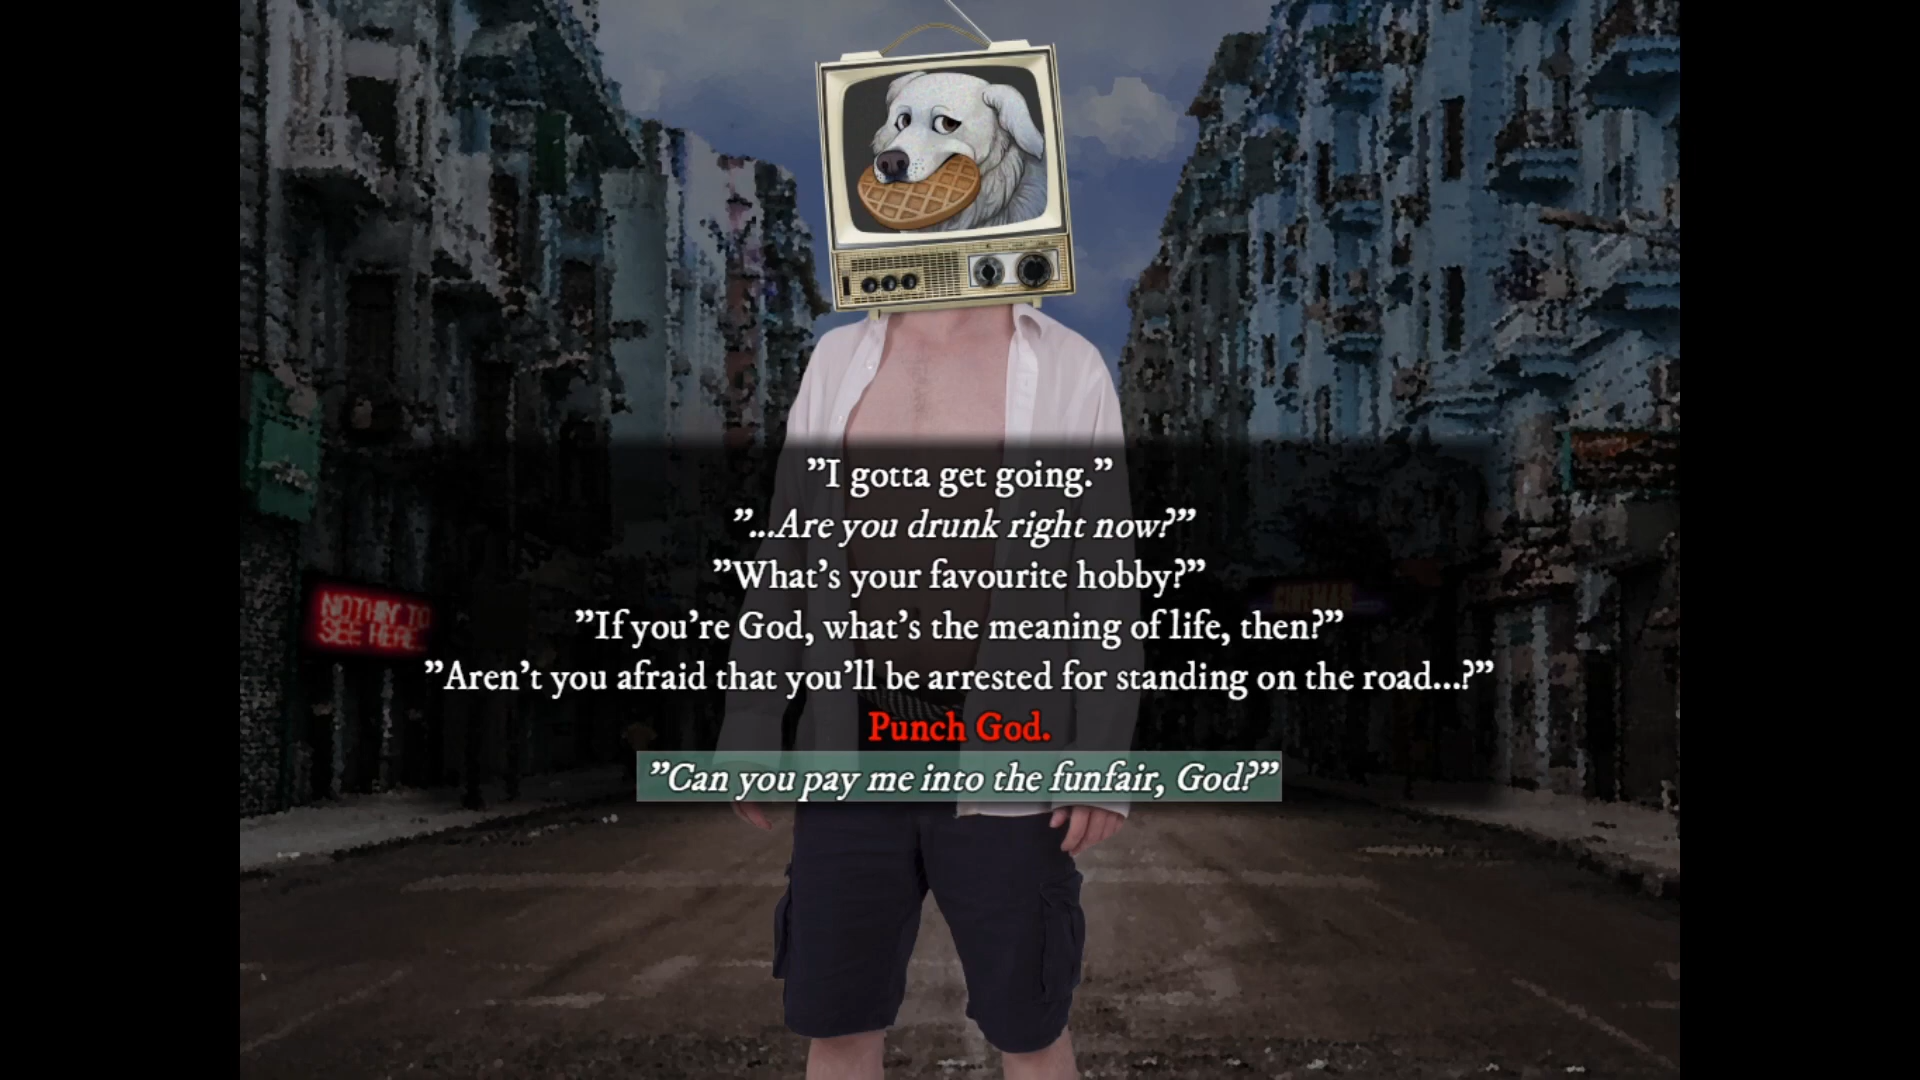 ”I gotta get going.”
”...Are you drunk right now?”
”What’s your favourite hobby?”
”If you’re God, what’s the meaning of life, then?”
”Aren’t you afraid that you’ll be arrested for standing on the road...?”
Punch God.
”Can you pay me into the funfair, God?”
NOTHIN' TO
SEE HERE